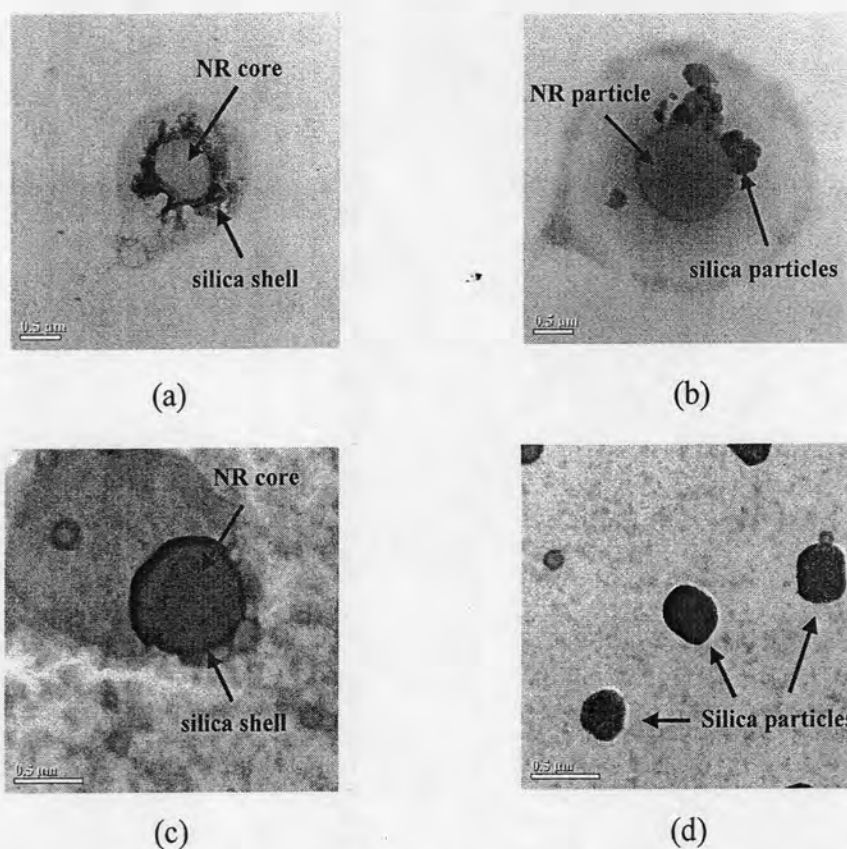 NR core
silica shell
0.5 µm
(a)
NR particle
silica particles
0.5 µm
(b)
NR core
silica shell
0.5 µm
(c)
Silica particles
0.5 µm
(d)